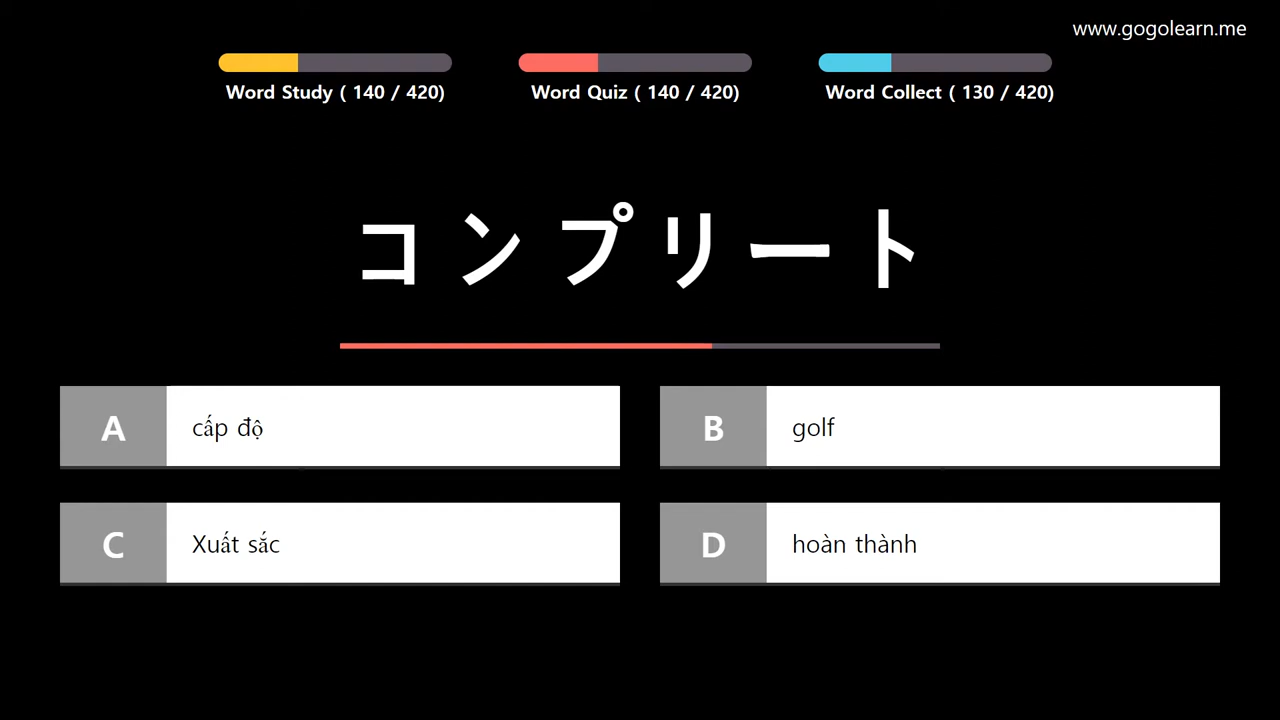 www.gogolearn.me
Word Study ( 140 / 420)
Word Quiz ( 140 / 420)
Word Collect ( 130 / 420)
コンプリート
A
cấp độ
B
golf
C
Xuất sắc
D
hoàn thành